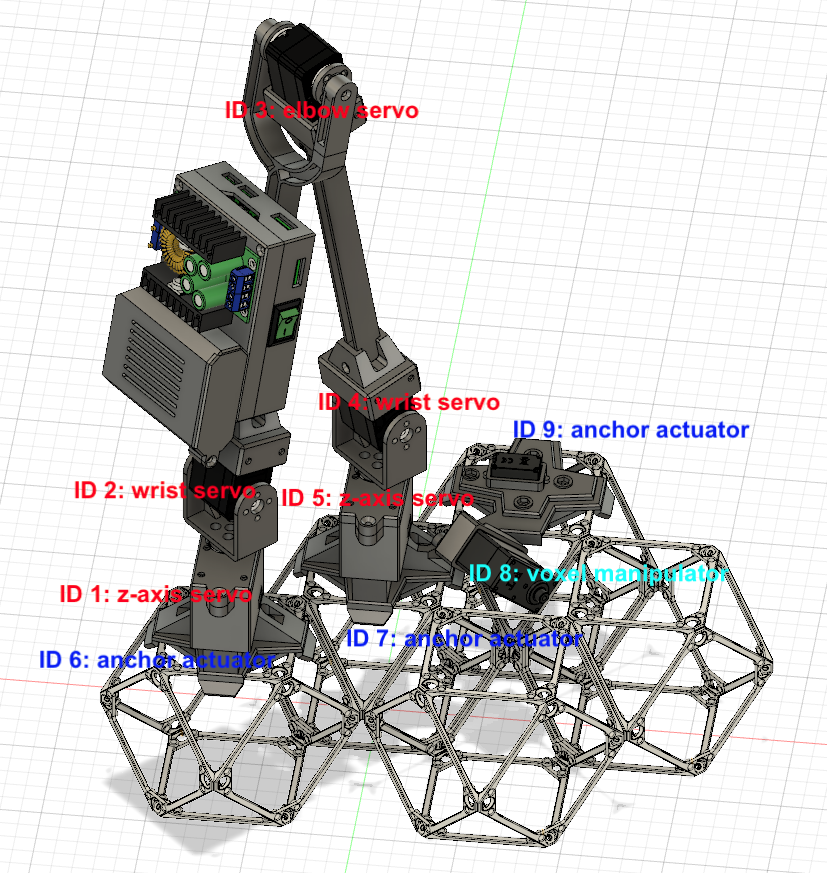 ID 3: elbow servo
ID 4: wrist servo
ID 9: anchor actuator
ID 2: wrist servo
ID 5: z-axis servo
ID 8: voxel manipulator
ID 1: z-axis servo
ID 7: anchor actuator
ID 6: anchor actuator